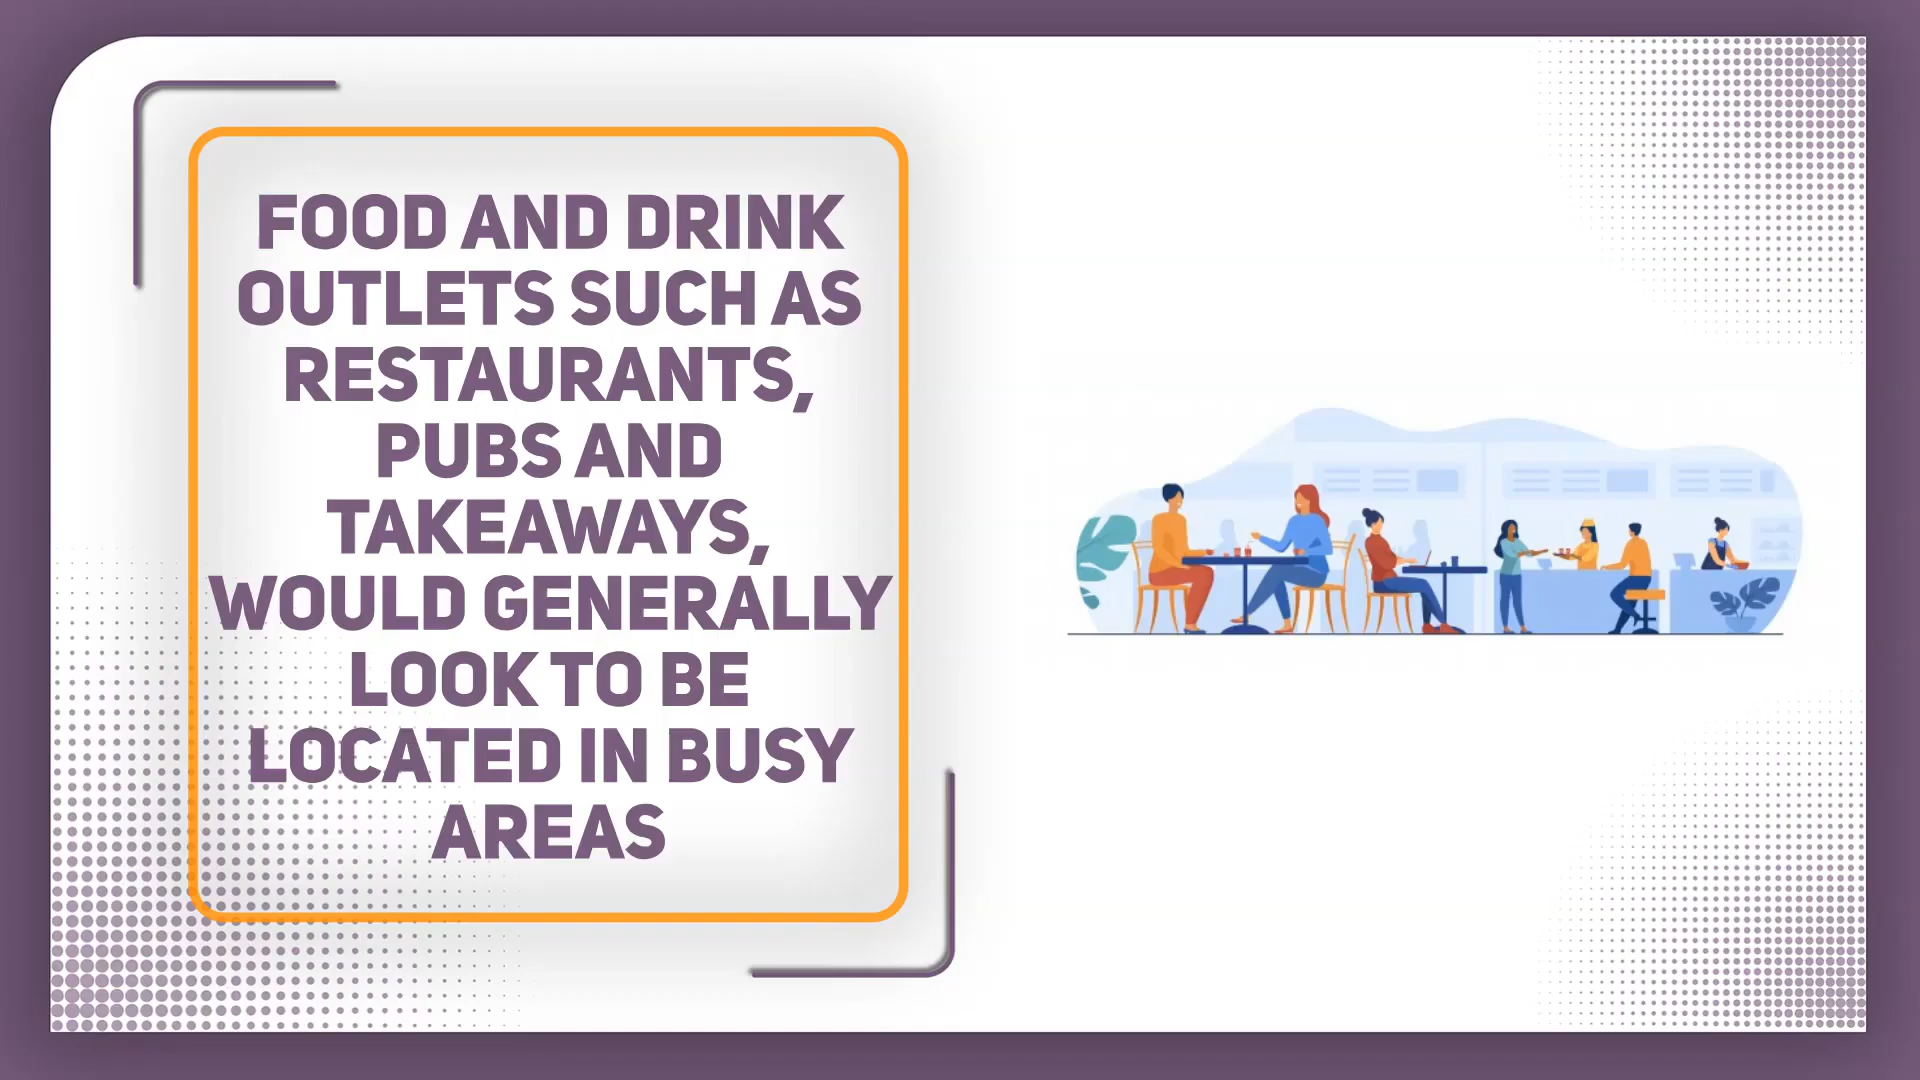 FOOD AND DRINK
OUTLETS SUCH AS
RESTAURANTS,
PUBS AND
TAKEAWAYS,
WOULD GENERALLY
LOOK TO BE
LOCATED IN BUSY
AREAS